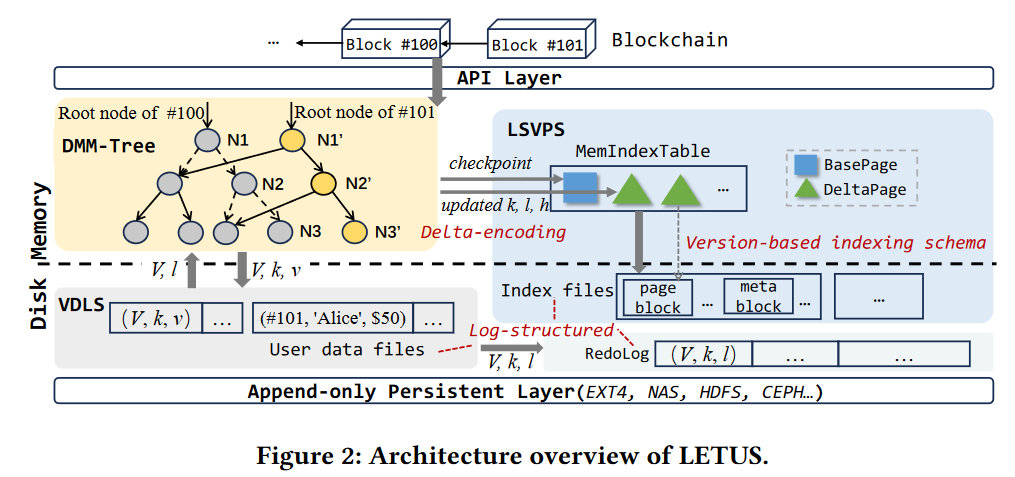 ...
Block #100
Block #101
Blockchain
API Layer
Root node of #100
Root node of #101
DMM-Tree
N1
N1'
N2
N2'
N3
N3'
checkpoint
updated k, l, h
Delta-encoding
LSVPS
MemIndexTable
...
BasePage
DeltaPage
Version-based indexing schema
Memory
Disk
V, l
V, k, v
Index files
page block
...
meta block
...
...
VDLS
(V, k, v)
...
(#101, 'Alice', $50)
...
User data files
Log-structured
V, k, l
RedoLog
(V, k, l)
...
...
Append-only Persistent Layer(EXT4, NAS, HDFS, CEPH…)
Figure 2: Architecture overview of LETUS.